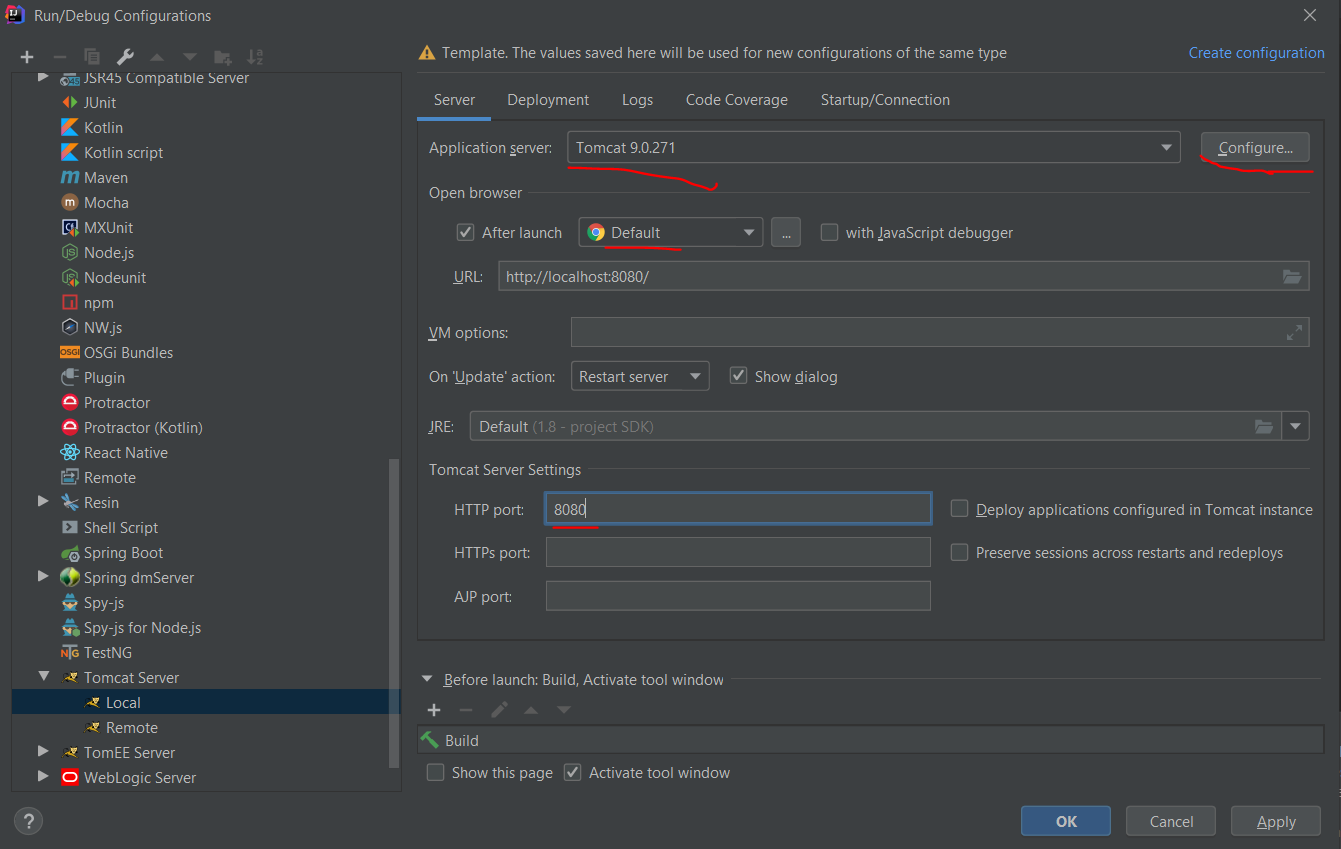 Run/Debug Configurations
JSR45 Compatible Server
JUnit
Kotlin
Kotlin script
Maven
Mocha
MXUnit
Node.js
Nodeunit
npm
NW.js
OSGi Bundles
Plugin
Protractor
Protractor (Kotlin)
React Native
Remote
Resin
Shell Script
Spring Boot
Spring dmServer
Spy-js
Spy-js for Node.js
TestNG
Tomcat Server
Local
Remote
TomEE Server
WebLogic Server
?
Template. The values saved here will be used for new configurations of the same type Create configuration
Server Deployment Logs Code Coverage Startup/Connection
Application server: Tomcat 9.0.271 Configure...
Open browser
After launch Default ... with JavaScript debugger
URL: http://localhost:8080/
VM options:
On 'Update' action: Restart server Show dialog
JRE: Default (1.8 - project SDK)
Tomcat Server Settings
HTTP port: 8080 Deploy applications configured in Tomcat instance
HTTPs port: Preserve sessions across restarts and redeploys
AJP port:
Before launch: Build, Activate tool window
Build
Show this page Activate tool window
OK Cancel Apply